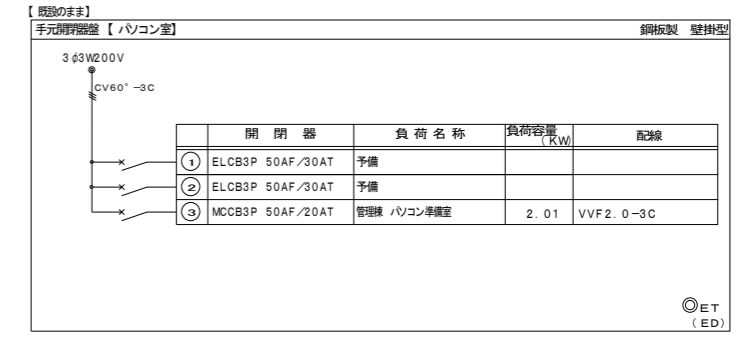 【 既設のまま】
手元開閉器盤【 パソコン室】 鋼板製 壁掛型
3φ3W200V
CV60°-3C
開 閉 器 負 荷 名 称 負荷容量(KW) 配線
1 ELCB3P 50AF/30AT 予備
2 ELCB3P 50AF/30AT 予備
3 MCCB3P 50AF/20AT 管理棟 パソコン準備室 2.01 VVF2.0-3C
ET
(ED)